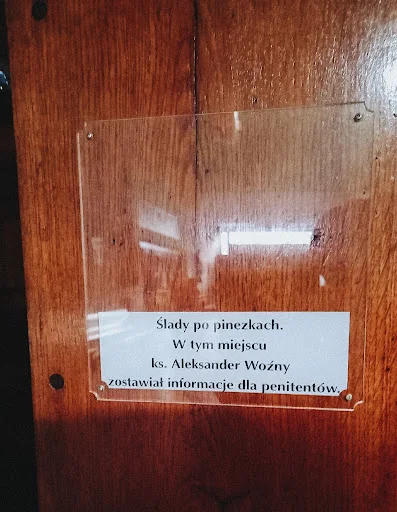 Ślady po pinezkach.
W tym miejscu
ks. Aleksander Woźny
zostawiał informacje dla penitentów.